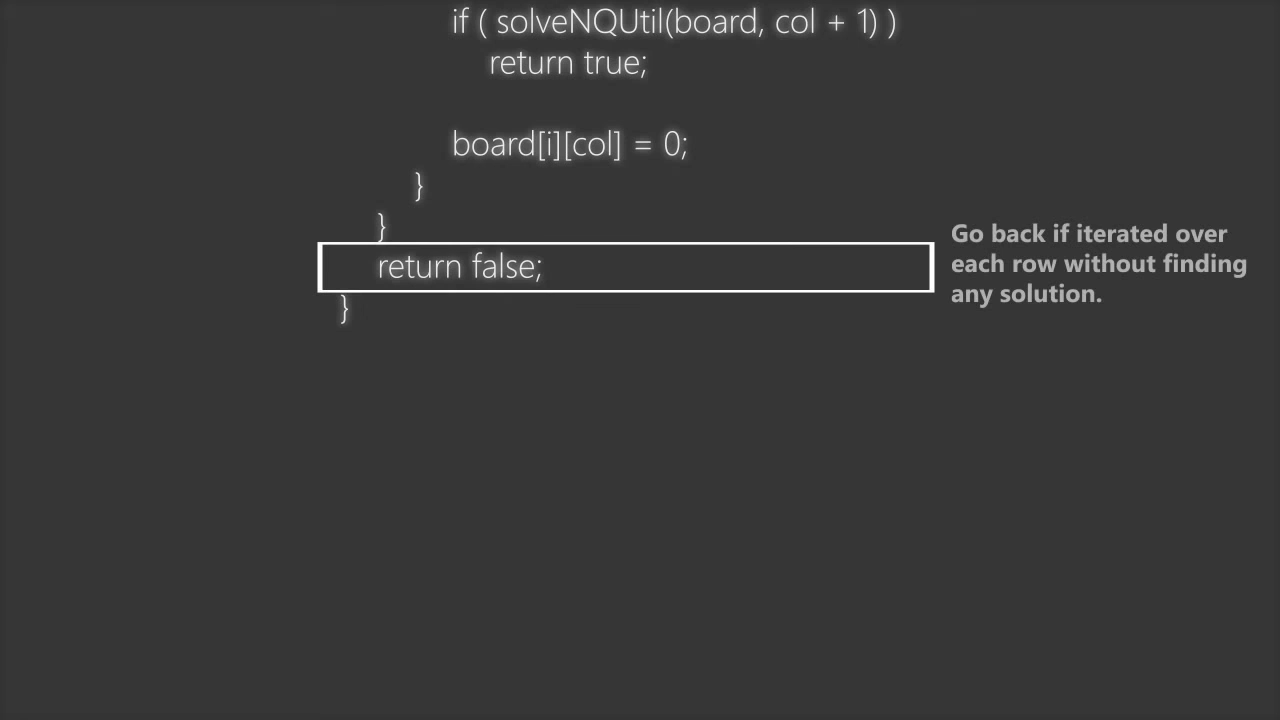 if ( solveNQUtil(board, col + 1) )
return true;
board[i][col] = 0;
}
}
return false;
}
Go back if iterated over
each row without finding
any solution.